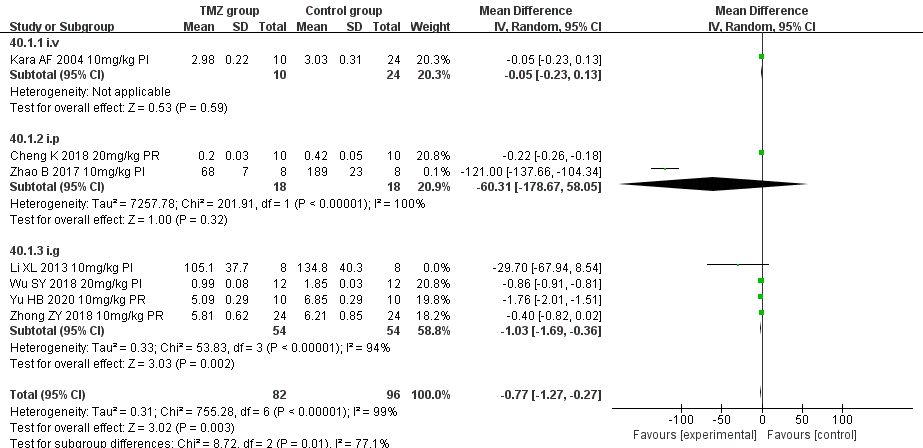 TMZ group Control group Mean Difference Mean Difference
Study or Subgroup Mean SD Total Mean SD Total Weight IV, Random, 95% CI IV, Random, 95% CI
40.1.1 i.v
Kara AF 2004 10mg/kg PI 2.98 0.22 10 3.03 0.31 24 20.3% -0.05 [-0.23, 0.13]
Subtotal (95% CI) 10 24 20.3% -0.05 [-0.23, 0.13]
Heterogeneity: Not applicable
Test for overall effect: Z = 0.53 (P = 0.59)
40.1.2 i.p
Cheng K 2018 20mg/kg PR 0.2 0.03 10 0.42 0.05 10 20.8% -0.22 [-0.26, -0.18]
Zhao B 2017 10mg/kg PI 68 7 8 189 23 8 0.1% -121.00 [-137.66, -104.34]
Subtotal (95% CI) 18 18 20.9% -60.31 [-178.67, 58.05]
Heterogeneity: Tau² = 7257.78; Chi² = 201.91, df = 1 (P < 0.00001); I² = 100%
Test for overall effect: Z = 1.00 (P = 0.32)
40.1.3 i.g
Li XL 2013 10mg/kg PI 105.1 37.7 8 134.8 40.3 8 0.0% -29.70 [-67.94, 8.54]
Wu SY 2018 20mg/kg PI 0.99 0.08 12 1.85 0.03 12 20.8% -0.86 [-0.91, -0.81]
Yu HB 2020 10mg/kg PR 5.09 0.29 10 6.85 0.29 10 19.8% -1.76 [-2.01, -1.51]
Zhong ZY 2018 10mg/kg PR 5.81 0.62 24 6.21 0.85 24 18.2% -0.40 [-0.82, 0.02]
Subtotal (95% CI) 54 54 58.8% -1.03 [-1.69, -0.36]
Heterogeneity: Tau² = 0.33; Chi² = 53.83, df = 3 (P < 0.00001); I² = 94%
Test for overall effect: Z = 3.03 (P = 0.002)
Total (95% CI) 82 96 100.0% -0.77 [-1.27, -0.27]
Heterogeneity: Tau² = 0.31; Chi² = 755.28, df = 6 (P < 0.00001); I² = 99%
Test for overall effect: Z = 3.02 (P = 0.003)
Test for subgroup differences: Chi² = 8.72, df = 2 (P = 0.01), I² = 77.1%
-100 -50 0 50 100
Favours [experimental] Favours [control]